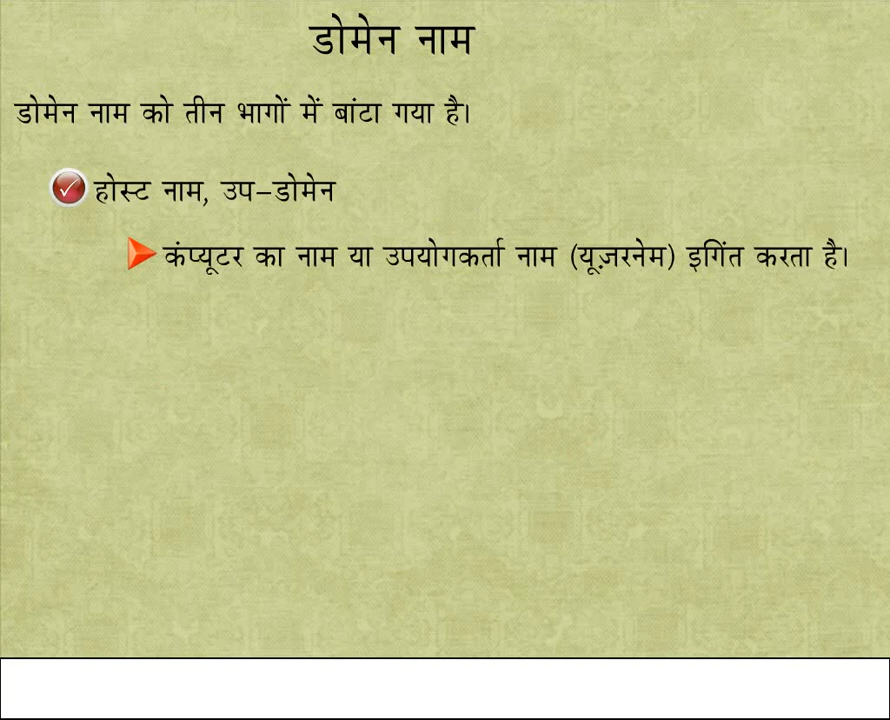 डोमेन नाम
डोमेन नाम को तीन भागों में बांटा गया है।
होस्ट नाम, उप–डोमेन
कंप्यूटर का नाम या उपयोगकर्ता नाम (यूज़रनेम) इगिंत करता है।